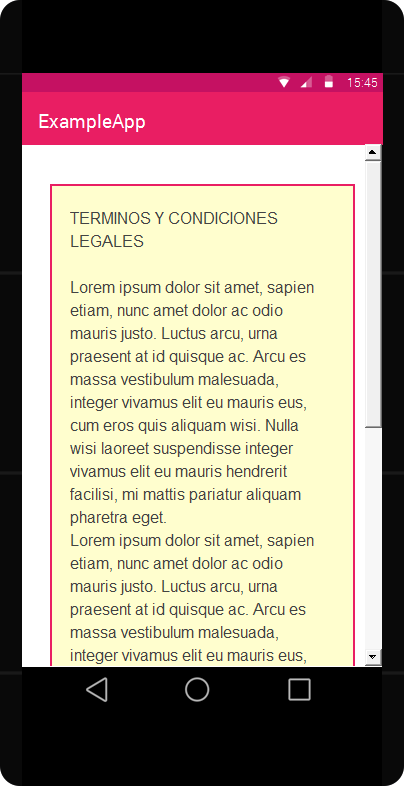 15:45
ExampleApp
TERMINOS Y CONDICIONES
LEGALES
Lorem ipsum dolor sit amet, sapien
etiam, nunc amet dolor ac odio
mauris justo. Luctus arcu, urna
praesent at id quisque ac. Arcu es
massa vestibulum malesuada,
integer vivamus elit eu mauris eus,
cum eros quis aliquam wisi. Nulla
wisi laoreet suspendisse integer
vivamus elit eu mauris hendrerit
facilisi, mi mattis pariatur aliquam
pharetra eget.
Lorem ipsum dolor sit amet, sapien
etiam, nunc amet dolor ac odio
mauris justo. Luctus arcu, urna
praesent at id quisque ac. Arcu es
massa vestibulum malesuada,
integer vivamus elit eu mauris eus,